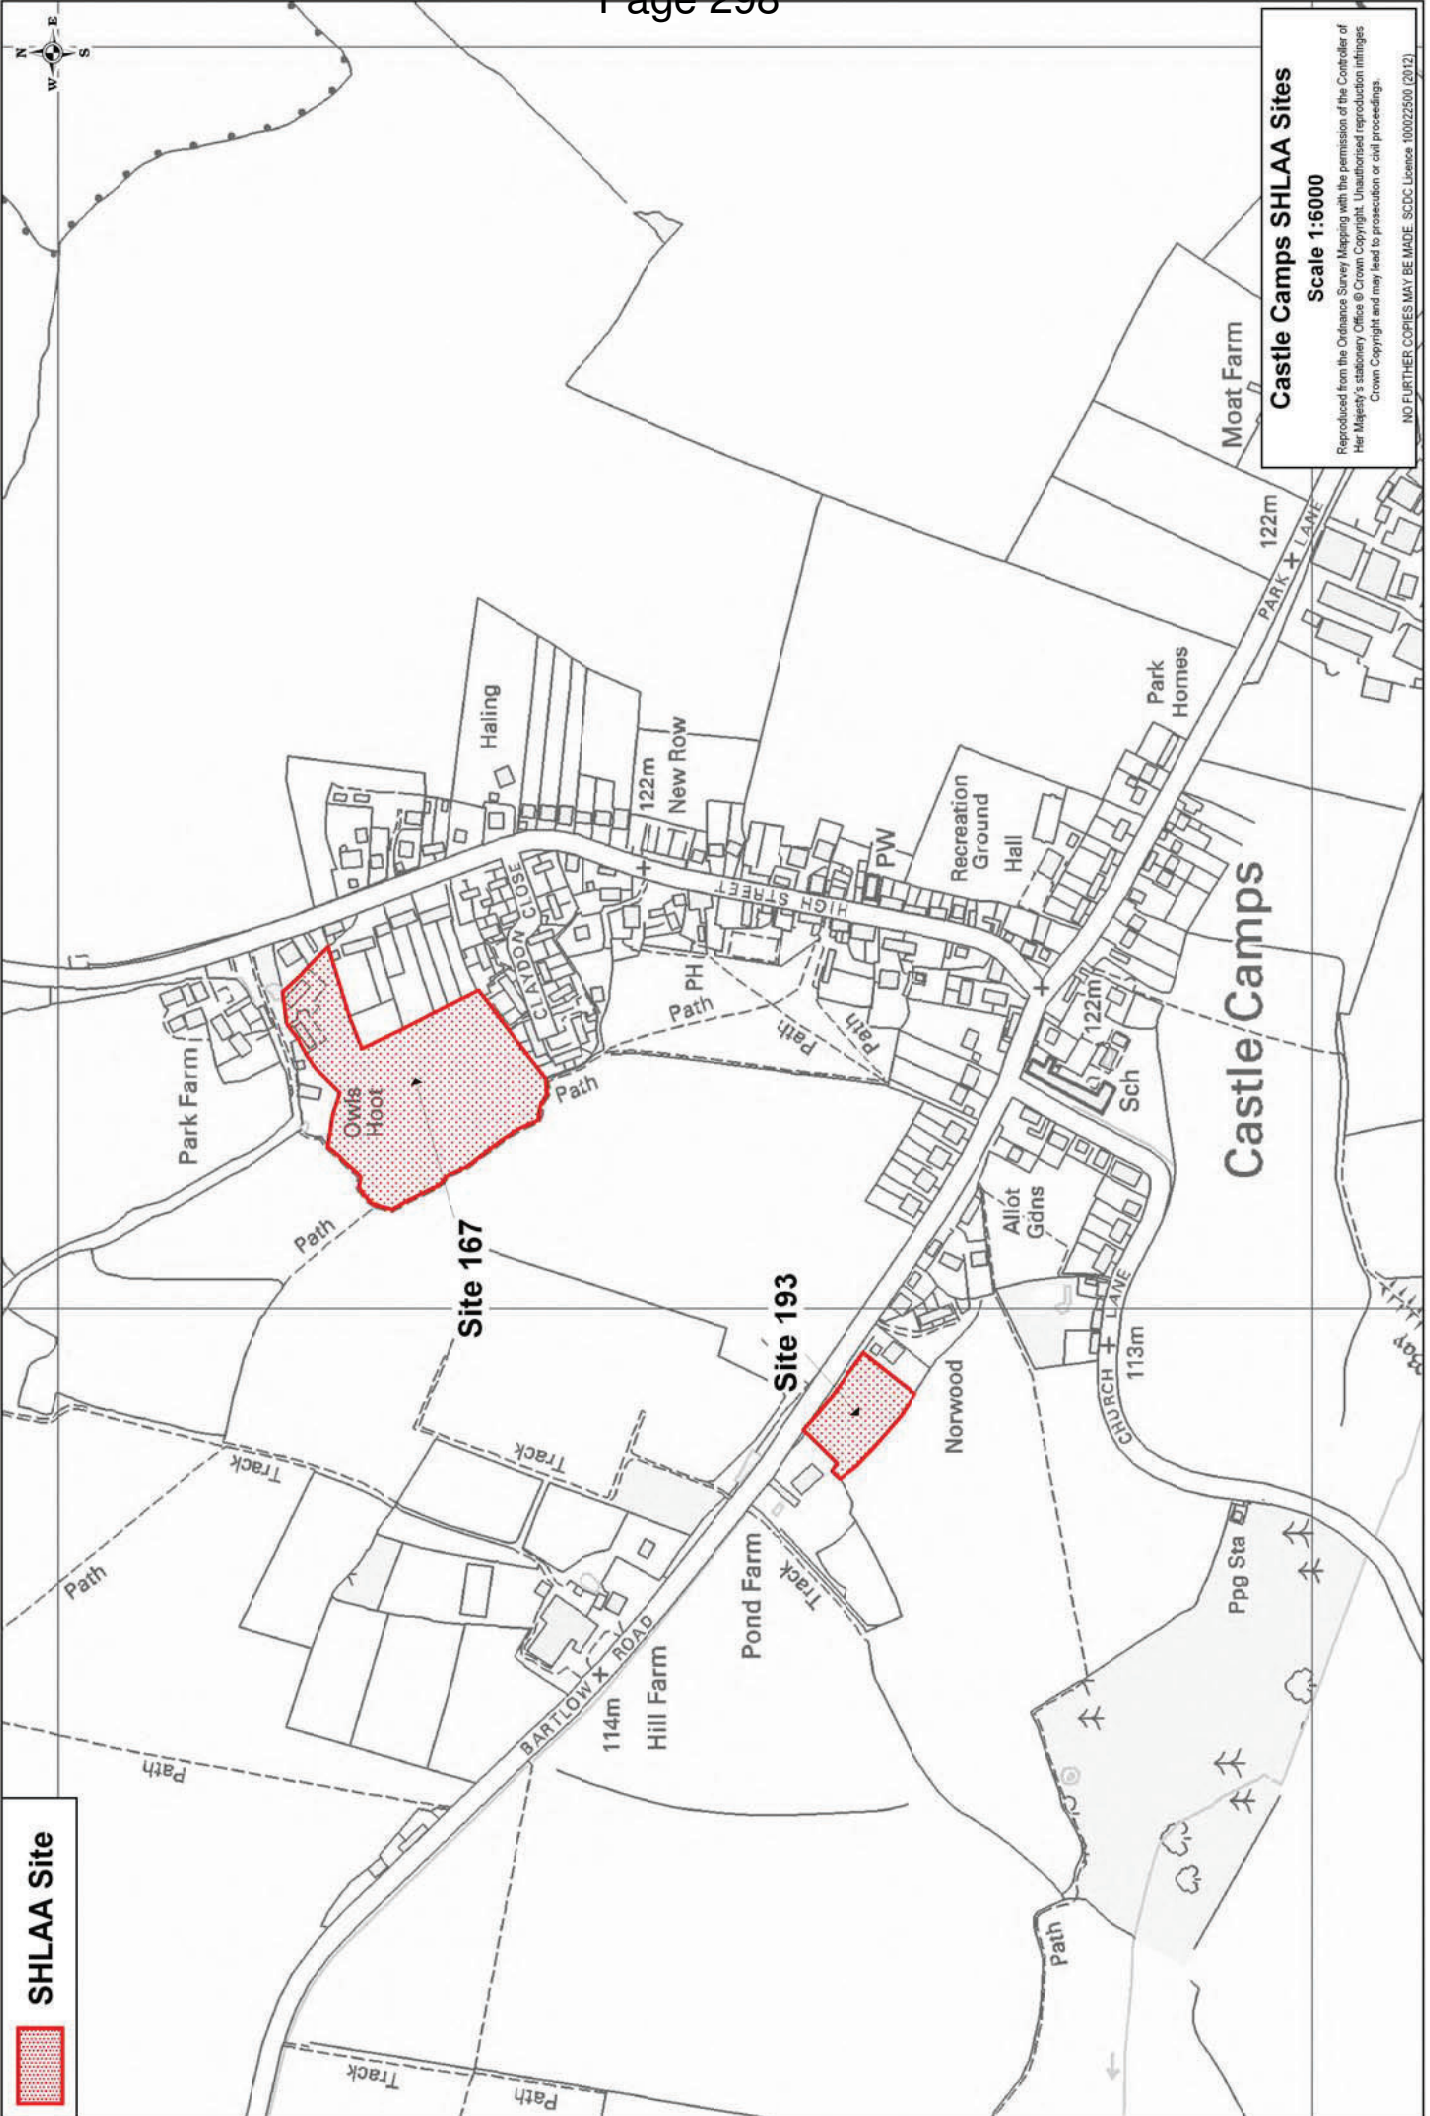 Page 298
SHLAA Site
N
W
E
S
Castle Camps SHLAA Sites
Scale 1:6000
Reproduced from the Ordnance Survey Mapping with the permission of the Controller of
Her Majesty's stationery Office © Crown Copyright. Unauthorised reproduction infringes
Crown Copyright and may lead to prosecution or civil proceedings.
NO FURTHER COPIES MAY BE MADE. SCDC Licence 100022500 (2012)
Path
Track
Path
Track
Path
Park Farm
Owls
Hoot
Path
Site 167
Haling
CLAYDON CLOSE
Path
122m
New Row
HIGH STREET
PH
Path
Path
Path
PW
Recreation
Ground
Hall
Park
Homes
Moat Farm
122m
PARK LANE
Track
BARTLOW ROAD
114m
Hill Farm
Pond Farm
Track
Site 193
Norwood
Allot
Gdns
122m
Sch
Castle Camps
CHURCH LANE
113m
Ppg Sta
Path
Track
Path